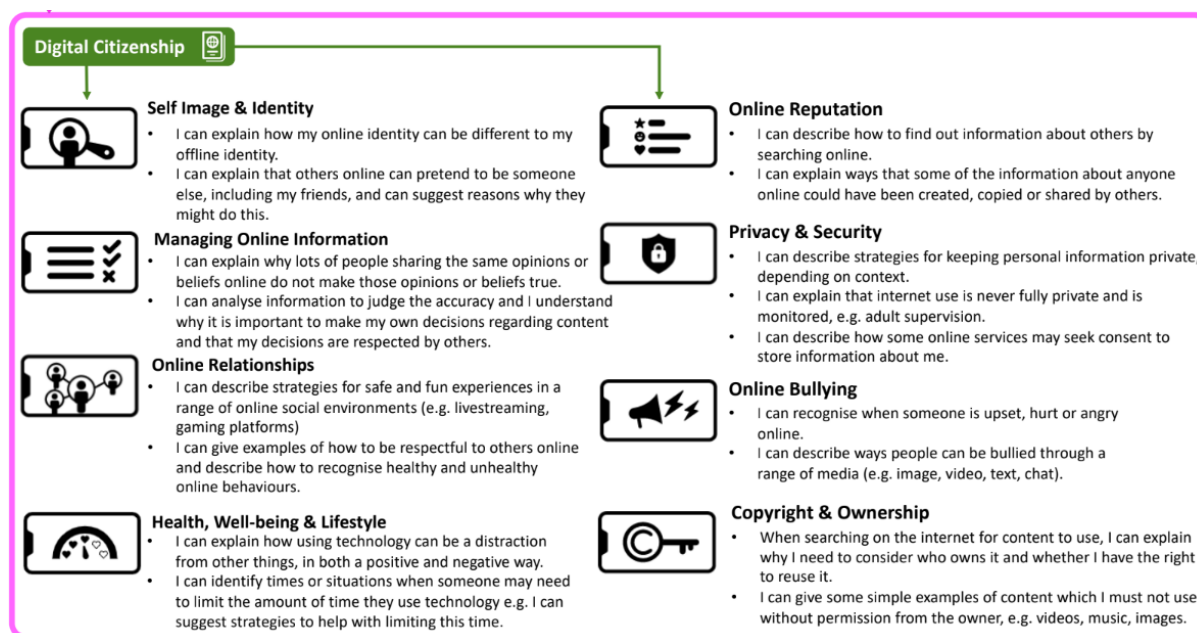 Digital Citizenship
Self Image & Identity
• I can explain how my online identity can be different to my
offline identity.
• I can explain that others online can pretend to be someone
else, including my friends, and can suggest reasons why they
might do this.
Managing Online Information
• I can explain why lots of people sharing the same opinions or
beliefs online do not make those opinions or beliefs true.
• I can analyse information to judge the accuracy and I understand
why it is important to make my own decisions regarding content
and that my decisions are respected by others.
Online Relationships
• I can describe strategies for safe and fun experiences in a
range of online social environments (e.g. livestreaming,
gaming platforms)
• I can give examples of how to be respectful to others online
and describe how to recognise healthy and unhealthy
online behaviours.
Health, Well-being & Lifestyle
• I can explain how using technology can be a distraction
from other things, in both a positive and negative way.
• I can identify times or situations when someone may need
to limit the amount of time they use technology e.g. I can
suggest strategies to help with limiting this time.
Online Reputation
• I can describe how to find out information about others by
searching online.
• I can explain ways that some of the information about anyone
online could have been created, copied or shared by others.
Privacy & Security
• I can describe strategies for keeping personal information private,
depending on context.
• I can explain that internet use is never fully private and is
monitored, e.g. adult supervision.
• I can describe how some online services may seek consent to
store information about me.
Online Bullying
• I can recognise when someone is upset, hurt or angry
online.
• I can describe ways people can be bullied through a
range of media (e.g. image, video, text, chat).
Copyright & Ownership
• When searching on the internet for content to use, I can explain
why I need to consider who owns it and whether I have the right
to reuse it.
• I can give some simple examples of content which I must not use
without permission from the owner, e.g. videos, music, images.